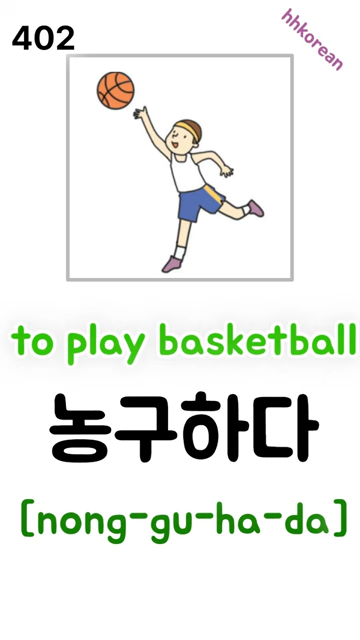 402
hhkorean
to play basketball
농구하다
[nong-gu-ha-da]